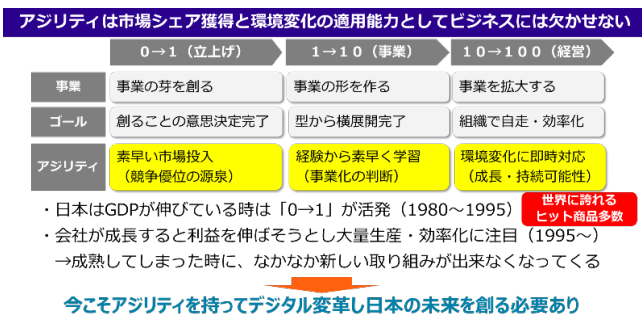 アジリティは市場シェア獲得と環境変化の適用能力としてビジネスには欠かせない
0→1（立上げ） 1→10（事業） 10→100（経営）
事業 事業の芽を創る 事業の形を作る 事業を拡大する
ゴール 創ることの意思決定完了 型から横展開完了 組織で自走・効率化
アジリティ 素早い市場投入 経験から素早く学習 環境変化に即時対応
（競争優位の源泉） （事業化の判断） （成長・持続可能性）
・日本はGDPが伸びている時は「0→1」が活発（1980～1995）
世界に誇れる
ヒット商品多数
・会社が成長すると利益を伸ばそうとし大量生産・効率化に注目（1995～）
→成熟してしまった時に、なかなか新しい取り組みが出来なくなってくる
今こそアジリティを持ってデジタル変革し日本の未来を創る必要あり